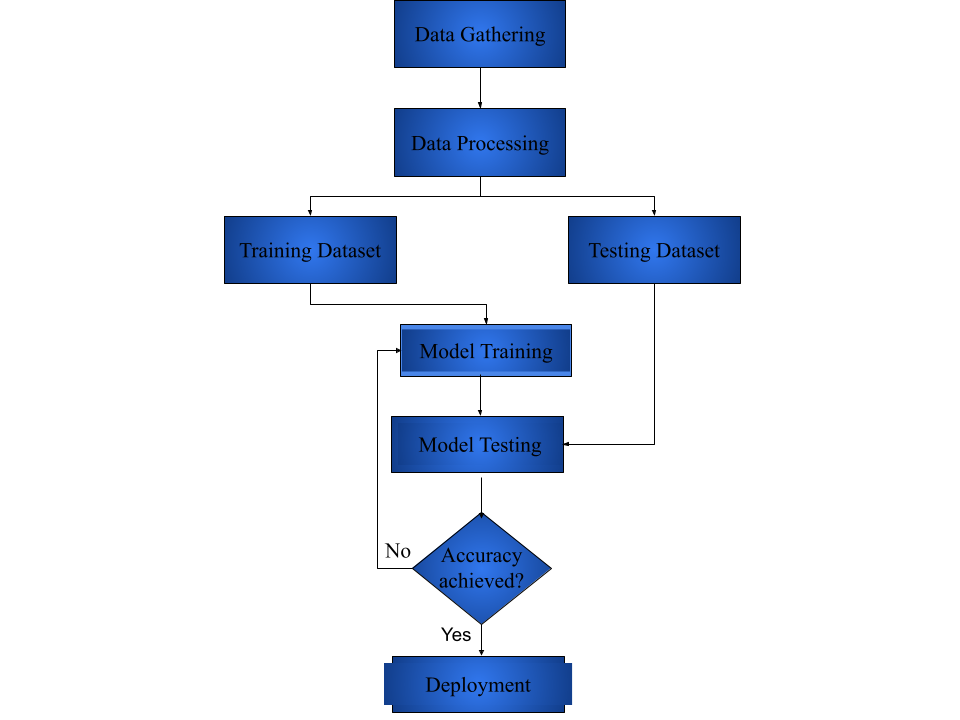 Data Gathering
Data Processing
Training Dataset
Testing Dataset
Model Training
Model Testing
No
Accuracy
achieved?
Yes
Deployment